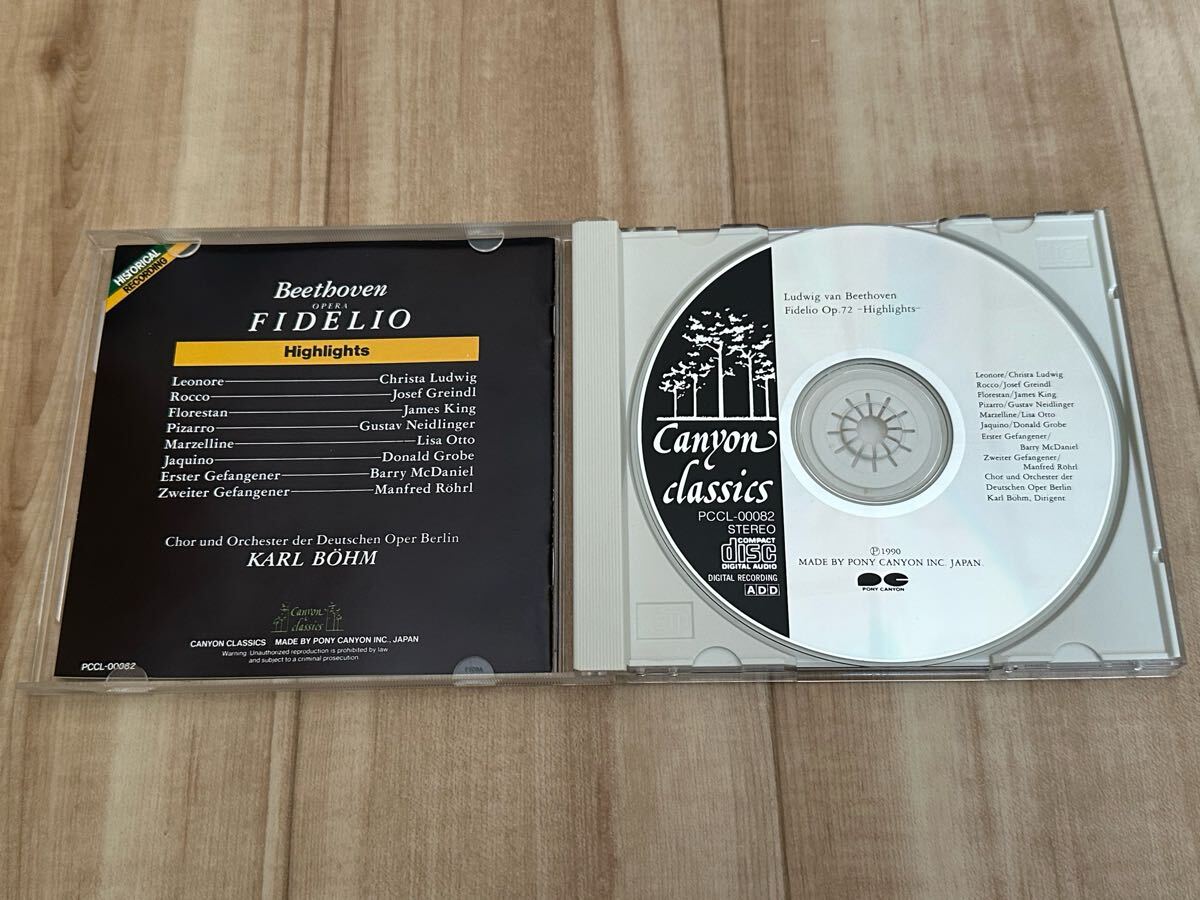 HISTORICAL
RECORDING
Beethoven
OPERA
FIDELIO
Highlights
Leonore Christa Ludwig
Rocco Josef Greindl
Florestan James King
Pizarro Gustav Neidlinger
Marzelline Lisa Otto
Jaquino Donald Grobe
Erster Gefangener Barry McDaniel
Zweiter Gefangener Manfred Röhrl
Chor und Orchester der Deutschen Oper Berlin
KARL BÖHM
Canyon
classics
CANYON CLASSICS MADE BY PONY CANYON INC., JAPAN
Warning: Unauthorized reproduction is prohibited by law
and subject to a criminal prosecution.
PCCL-00082
Ludwig van Beethoven
Fidelio Op.72 -Highlights-
Leonore/Christa Ludwig
Rocco/Josef Greindl
Florestan/James King
Pizarro/Gustav Neidlinger
Marzelline/Lisa Otto
Jaquino/Donald Grobe
Erster Gefangener/
Barry McDaniel
Zweiter Gefangener/
Manfred Röhrl
Chor und Orchester der
Deutschen Oper Berlin
Karl Böhm, Dirigent
Canyon
classics
PCCL-00082
STEREO
COMPACT
disc
DIGITAL AUDIO
DIGITAL RECORDING
ADD
℗1990
MADE BY PONY CANYON INC. JAPAN.
PC
PONY CANYON